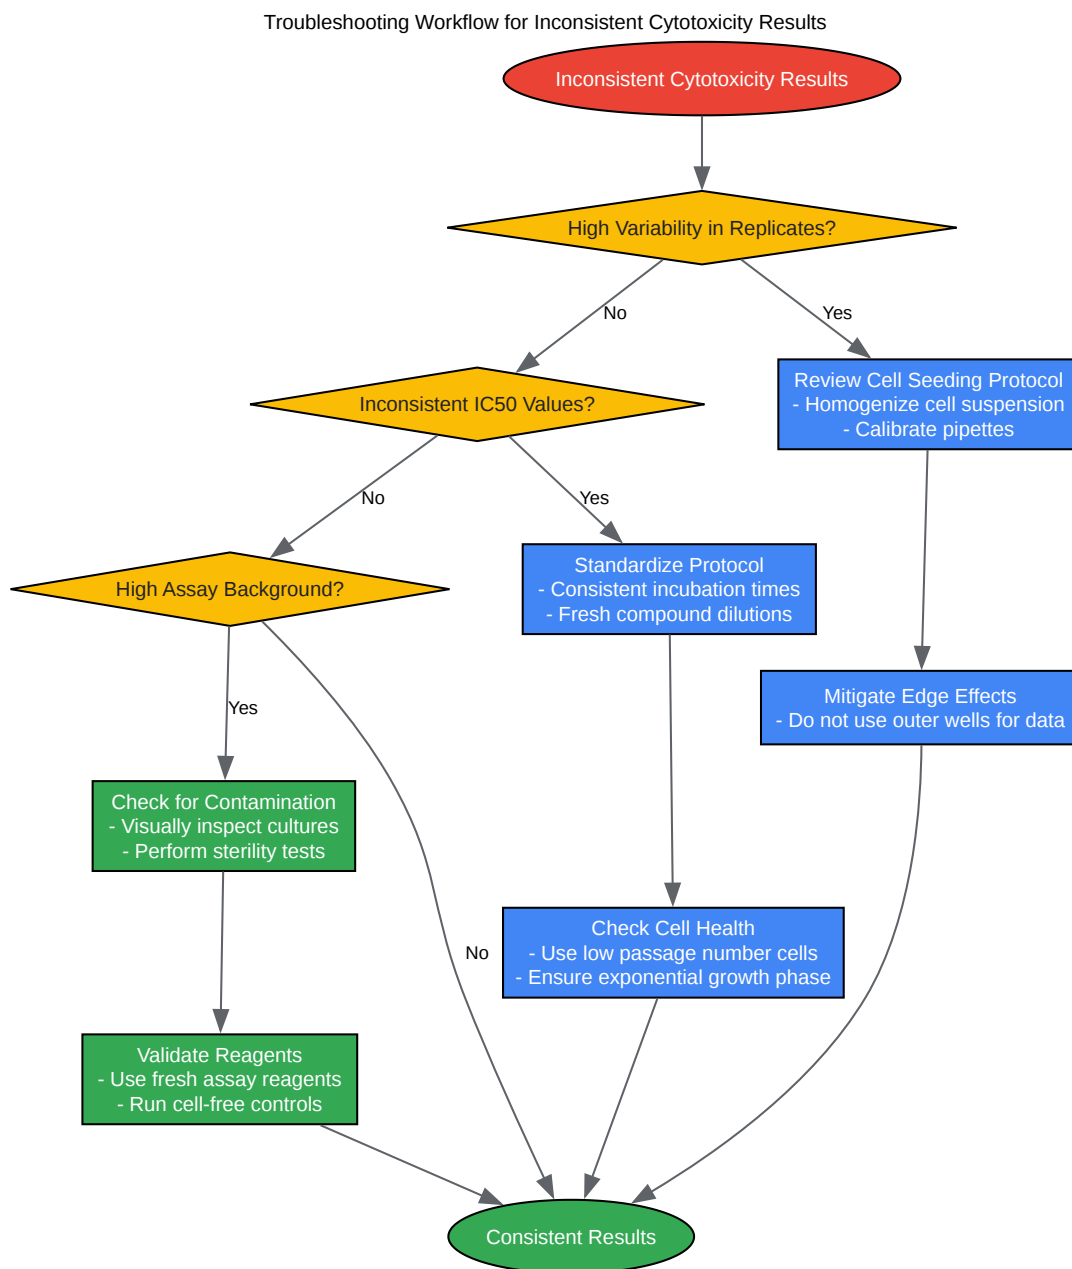 Troubleshooting Workflow for Inconsistent Cytotoxicity Results
Inconsistent Cytotoxicity Results
High Variability in Replicates?
No
Yes
Inconsistent IC50 Values?
Review Cell Seeding Protocol
- Homogenize cell suspension
- Calibrate pipettes
No
Yes
High Assay Background?
Standardize Protocol
- Consistent incubation times
- Fresh compound dilutions
Mitigate Edge Effects
- Do not use outer wells for data
Yes
Check for Contamination
- Visually inspect cultures
- Perform sterility tests
No
Check Cell Health
- Use low passage number cells
- Ensure exponential growth phase
Validate Reagents
- Use fresh assay reagents
- Run cell-free controls
Consistent Results